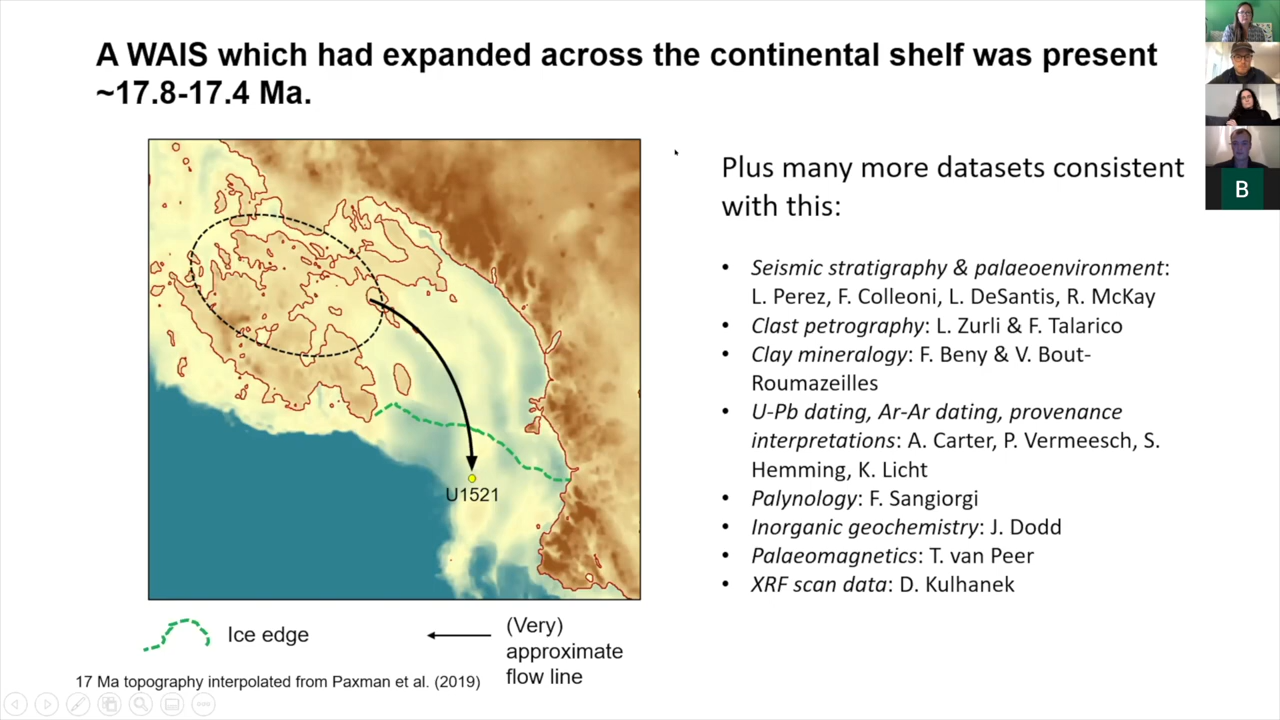 A WAIS which had expanded across the continental shelf was present
~17.8-17.4 Ma.
Plus many more datasets consistent
with this:
• Seismic stratigraphy & palaeoenvironment:
L. Perez, F. Colleoni, L. DeSantis, R. McKay
• Clast petrography: L. Zurli & F. Talarico
• Clay mineralogy: F. Beny & V. Bout-
Roumazeilles
• U-Pb dating, Ar-Ar dating, provenance
interpretations: A. Carter, P. Vermeesch, S.
Hemming, K. Licht
• Palynology: F. Sangiorgi
• Inorganic geochemistry: J. Dodd
• Palaeomagnetics: T. van Peer
• XRF scan data: D. Kulhanek
U1521
Ice edge
(Very)
approximate
flow line
17 Ma topography interpolated from Paxman et al. (2019)
B